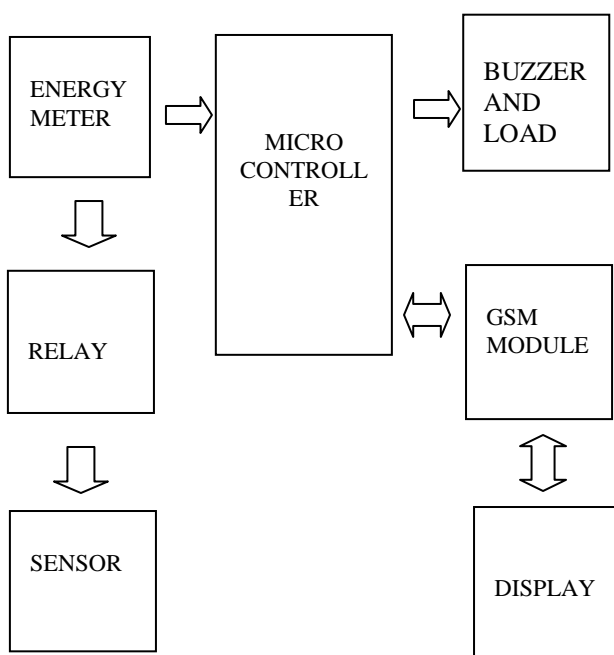 ENERGY
METER
MICRO
CONTROLL
ER
BUZZER
AND
LOAD
RELAY
GSM
MODULE
SENSOR
DISPLAY